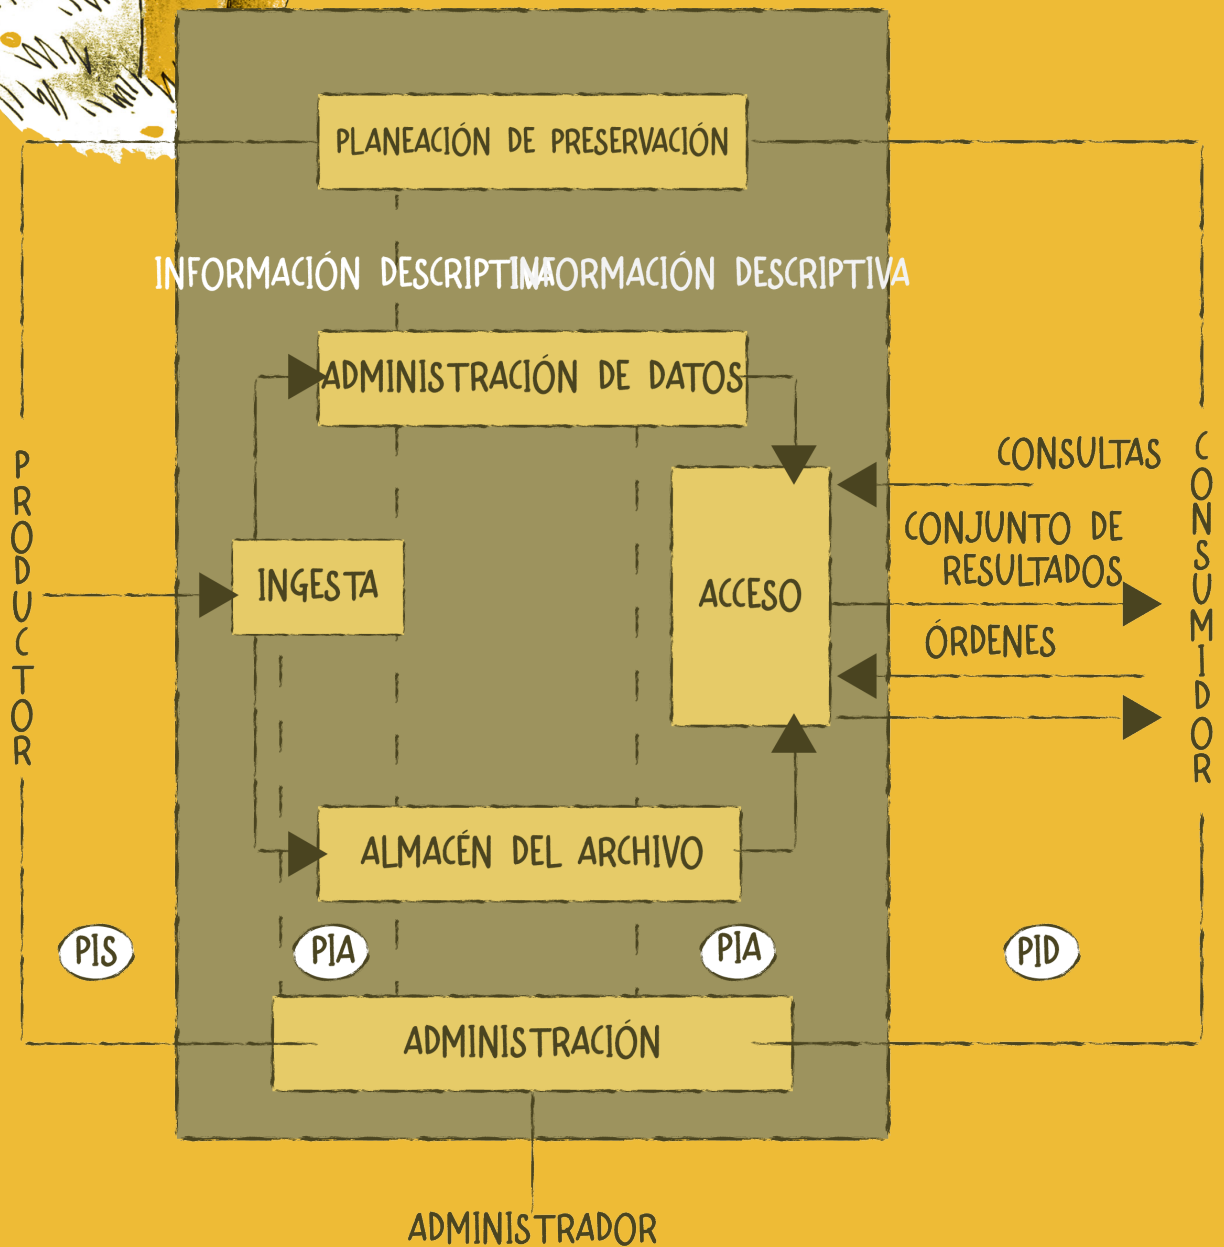 PLANEACIÓN DE PRESERVACIÓN
INFORMACIÓN DESCRIPTIVA
INFORMACIÓN DESCRIPTIVA
ADMINISTRACIÓN DE DATOS
PRODUCTOR
INGESTA
ACCESO
CONSULTAS
CONJUNTO DE
RESULTADOS
ÓRDENES
CONSUMIDOR
ALMACÉN DEL ARCHIVO
PIS
PIA
PIA
PID
ADMINISTRACIÓN
ADMINISTRADOR